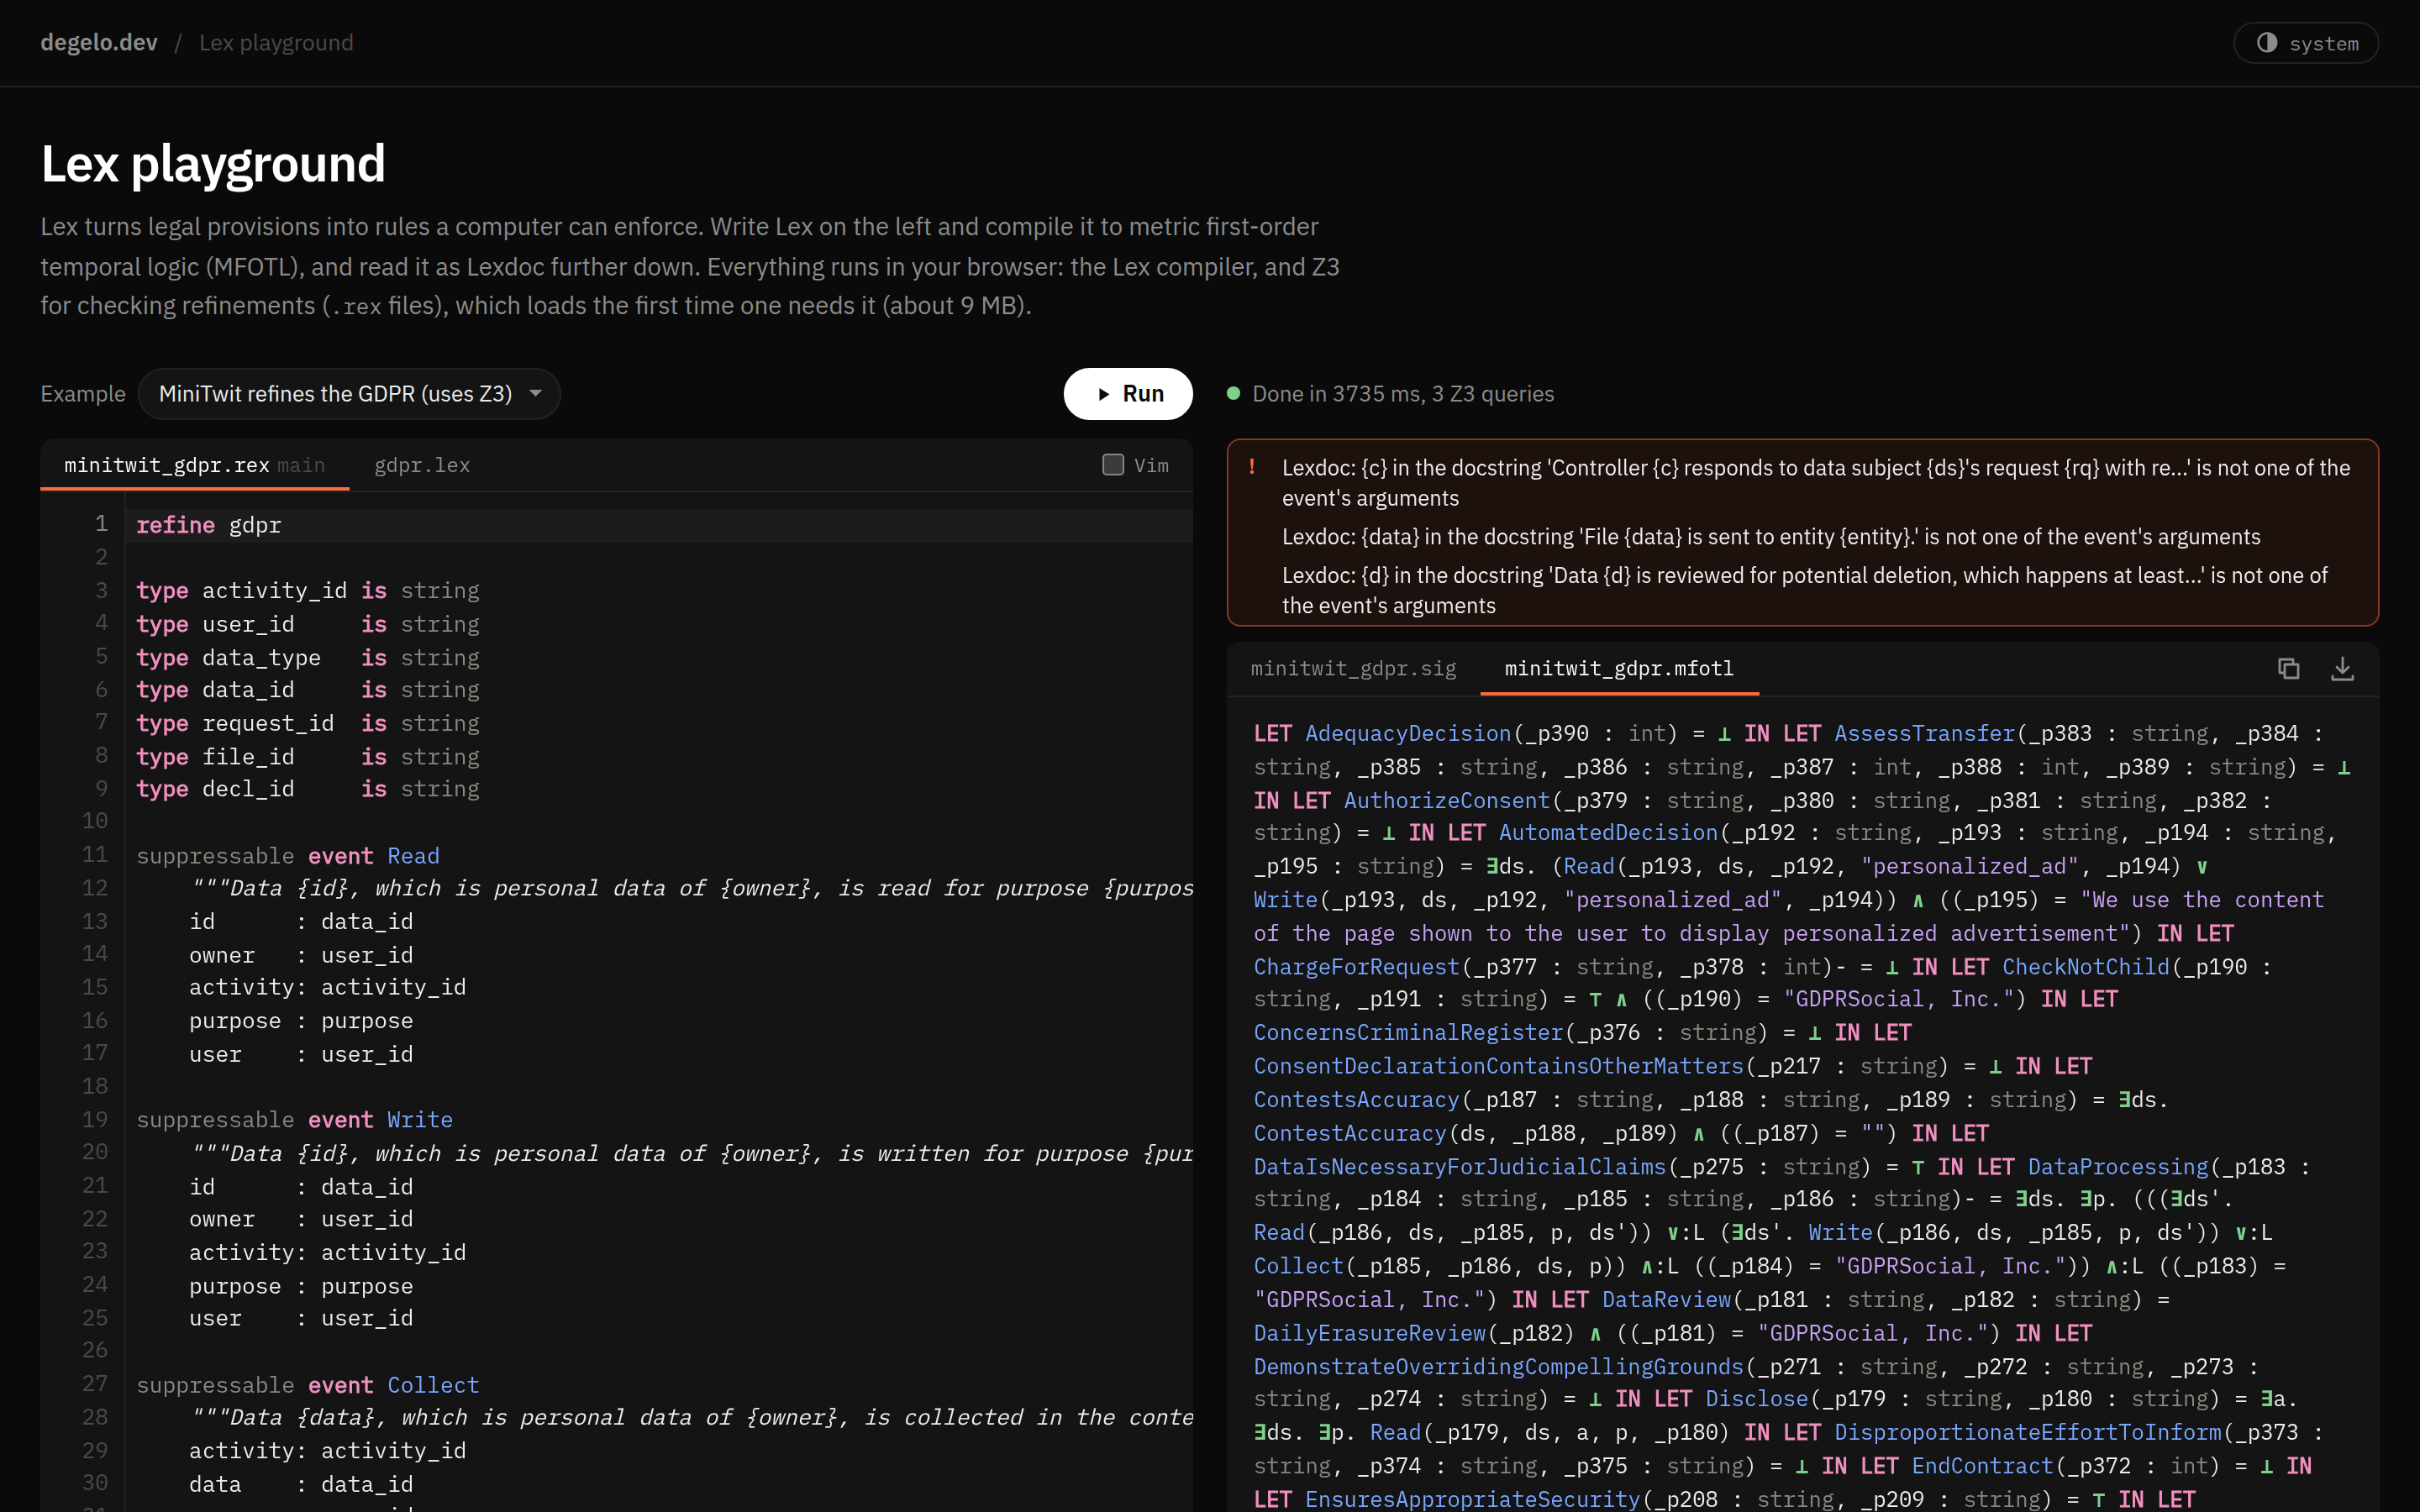 degelo.dev / Lex playground
system
Lex playground
Lex turns legal provisions into rules a computer can enforce. Write Lex on the left and compile it to metric first-order
temporal logic (MFOTL), and read it as Lexdoc further down. Everything runs in your browser: the Lex compiler, and Z3
for checking refinements (.rex files), which loads the first time one needs it (about 9 MB).
Example
MiniTwit refines the GDPR (uses Z3)
Run
Done in 3735 ms, 3 Z3 queries
minitwit_gdpr.rex main
gdpr.lex
Vim
1 refine gdpr
2
3 type activity_id is string
4 type user_id     is string
5 type data_type   is string
6 type data_id     is string
7 type request_id  is string
8 type file_id     is string
9 type decl_id     is string
10
11 suppressable event Read
12     """Data {id}, which is personal data of {owner}, is read for purpose {purpos
13     id      : data_id
14     owner   : user_id
15     activity: activity_id
16     purpose : purpose
17     user    : user_id
18
19 suppressable event Write
20     """Data {id}, which is personal data of {owner}, is written for purpose {pur
21     id      : data_id
22     owner   : user_id
23     activity: activity_id
24     purpose : purpose
25     user    : user_id
26
27 suppressable event Collect
28     """Data {data}, which is personal data of {owner}, is collected in the conte
29     activity: activity_id
30     data    : data_id
! Lexdoc: {c} in the docstring 'Controller {c} responds to data subject {ds}'s request {rq} with re…' is not one of the
event's arguments
Lexdoc: {data} in the docstring 'File {data} is sent to entity {entity}.' is not one of the event's arguments
Lexdoc: {d} in the docstring 'Data {d} is reviewed for potential deletion, which happens at least…' is not one of
the event's arguments
minitwit_gdpr.sig
minitwit_gdpr.mfotl
LET AdequacyDecision(_p390 : int) = ⊥ IN LET AssessTransfer(_p383 : string, _p384 :
string, _p385 : string, _p386 : string, _p387 : int, _p388 : int, _p389 : string) = ⊥
IN LET AuthorizeConsent(_p379 : string, _p380 : string, _p381 : string, _p382 :
string) = ⊥ IN LET AutomatedDecision(_p192 : string, _p193 : string, _p194 : string,
_p195 : string) = ∃ds. (Read(_p193, ds, _p192, "personalized_ad", _p194) ∨
Write(_p193, ds, _p192, "personalized_ad", _p194)) ∧ ((_p195) = "We use the content
of the page shown to the user to display personalized advertisement") IN LET
ChargeForRequest(_p377 : string, _p378 : int)- = ⊥ IN LET CheckNotChild(_p190 :
string, _p191 : string) = ⊤ ∧ ((_p190) = "GDPRSocial, Inc.") IN LET
ConcernsCriminalRegister(_p376 : string) = ⊥ IN LET
ConsentDeclarationContainsOtherMatters(_p217 : string) = ⊥ IN LET
ContestsAccuracy(_p187 : string, _p188 : string, _p189 : string) = ∃ds.
ContestAccuracy(ds, _p188, _p189) ∧ ((_p187) = "") IN LET
DataIsNecessaryForJudicialClaims(_p275 : string) = ⊤ IN LET DataProcessing(_p183 :
string, _p184 : string, _p185 : string, _p186 : string)- = ∃ds. ∃p. (((∃ds'.
Read(_p186, ds, _p185, p, ds')) ∨:L (∃ds'. Write(_p186, ds, _p185, p, ds')) ∨:L
Collect(_p185, _p186, ds, p)) ∧:L ((_p184) = "GDPRSocial, Inc.")) ∧:L ((_p183) =
"GDPRSocial, Inc.") IN LET DataReview(_p181 : string, _p182 : string) =
DailyErasureReview(_p182) ∧ ((_p181) = "GDPRSocial, Inc.") IN LET
DemonstrateOverridingCompellingGrounds(_p271 : string, _p272 : string, _p273 :
string, _p274 : string) = ⊥ IN LET Disclose(_p179 : string, _p180 : string) = ∃a.
∃ds. ∃p. Read(_p179, ds, a, p, _p180) IN LET DisproportionateEffortToInform(_p373 :
string, _p374 : string, _p375 : string) = ⊥ IN LET EndContract(_p372 : int) = ⊥ IN
LET EnsuresAppropriateSecurity(_p208 : string, _p209 : string) = ⊤ IN LET